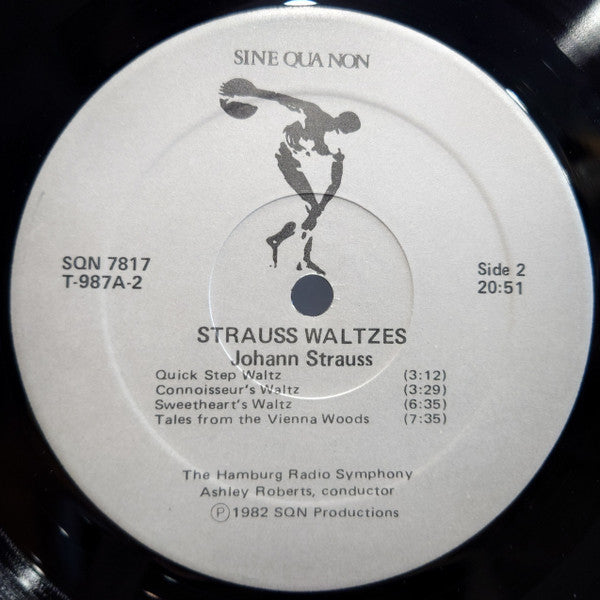 SINE QUA NON
SQN 7817
T-987A-2
Side 2
20:51
STRAUSS WALTZES
Johann Strauss
Quick Step Waltz (3:12)
Connoisseur's Waltz (3:29)
Sweetheart's Waltz (6:35)
Tales from the Vienna Woods (7:35)
The Hamburg Radio Symphony
Ashley Roberts, conductor
Ⓟ 1982 SQN Productions